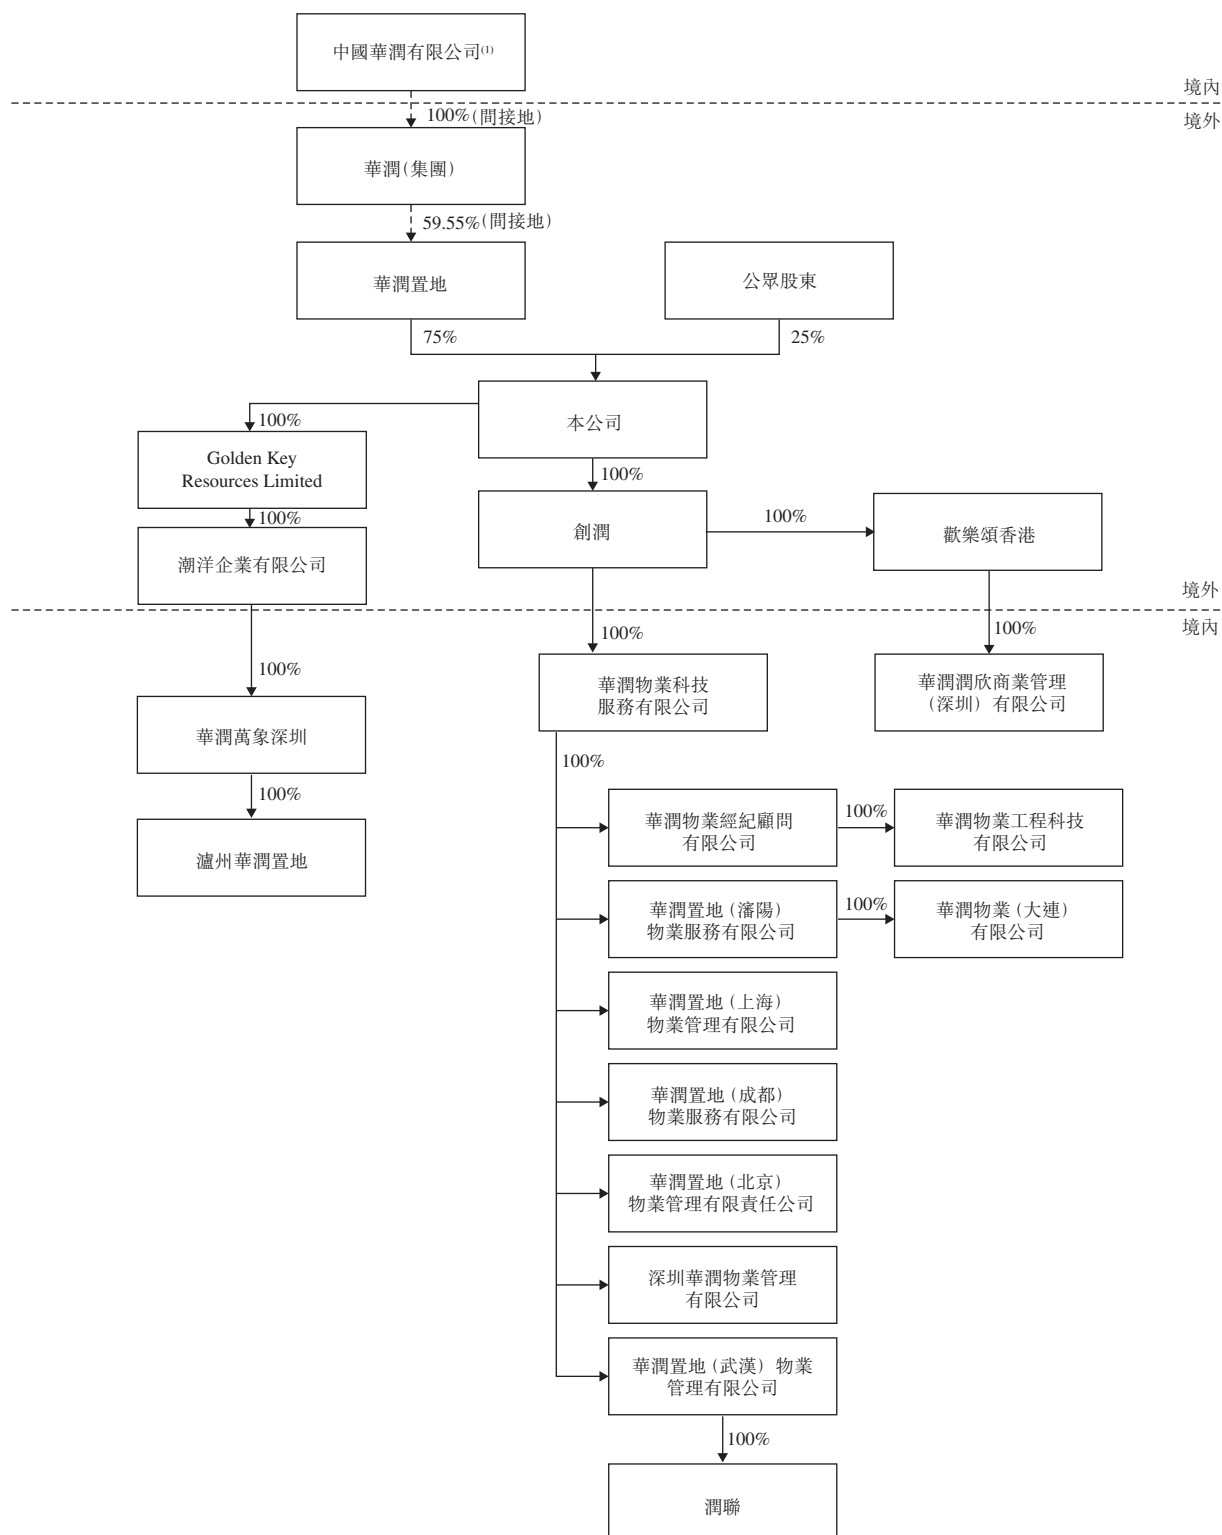 中國華潤有限公司(1)
境內
100%(間接地)
境外
華潤(集團)
59.55%(間接地)
華潤置地
公眾股東
75%
25%
本公司
100%
Golden Key
Resources Limited
100%
100%
創潤
100%
歡樂頌香港
潮洋企業有限公司
境外
境內
100%
100%
100%
華潤物業科技
服務有限公司
華潤潤欣商業管理
(深圳)有限公司
華潤萬象深圳
100%
100%
華潤物業經紀顧問
有限公司
100%
華潤物業工程科技
有限公司
瀘州華潤置地
華潤置地(瀋陽)
物業服務有限公司
100%
華潤物業(大連)
有限公司
華潤置地(上海)
物業管理有限公司
華潤置地(成都)
物業服務有限公司
華潤置地(北京)
物業管理有限責任公司
深圳華潤物業管理
有限公司
華潤置地(武漢)物業
管理有限公司
100%
潤聯